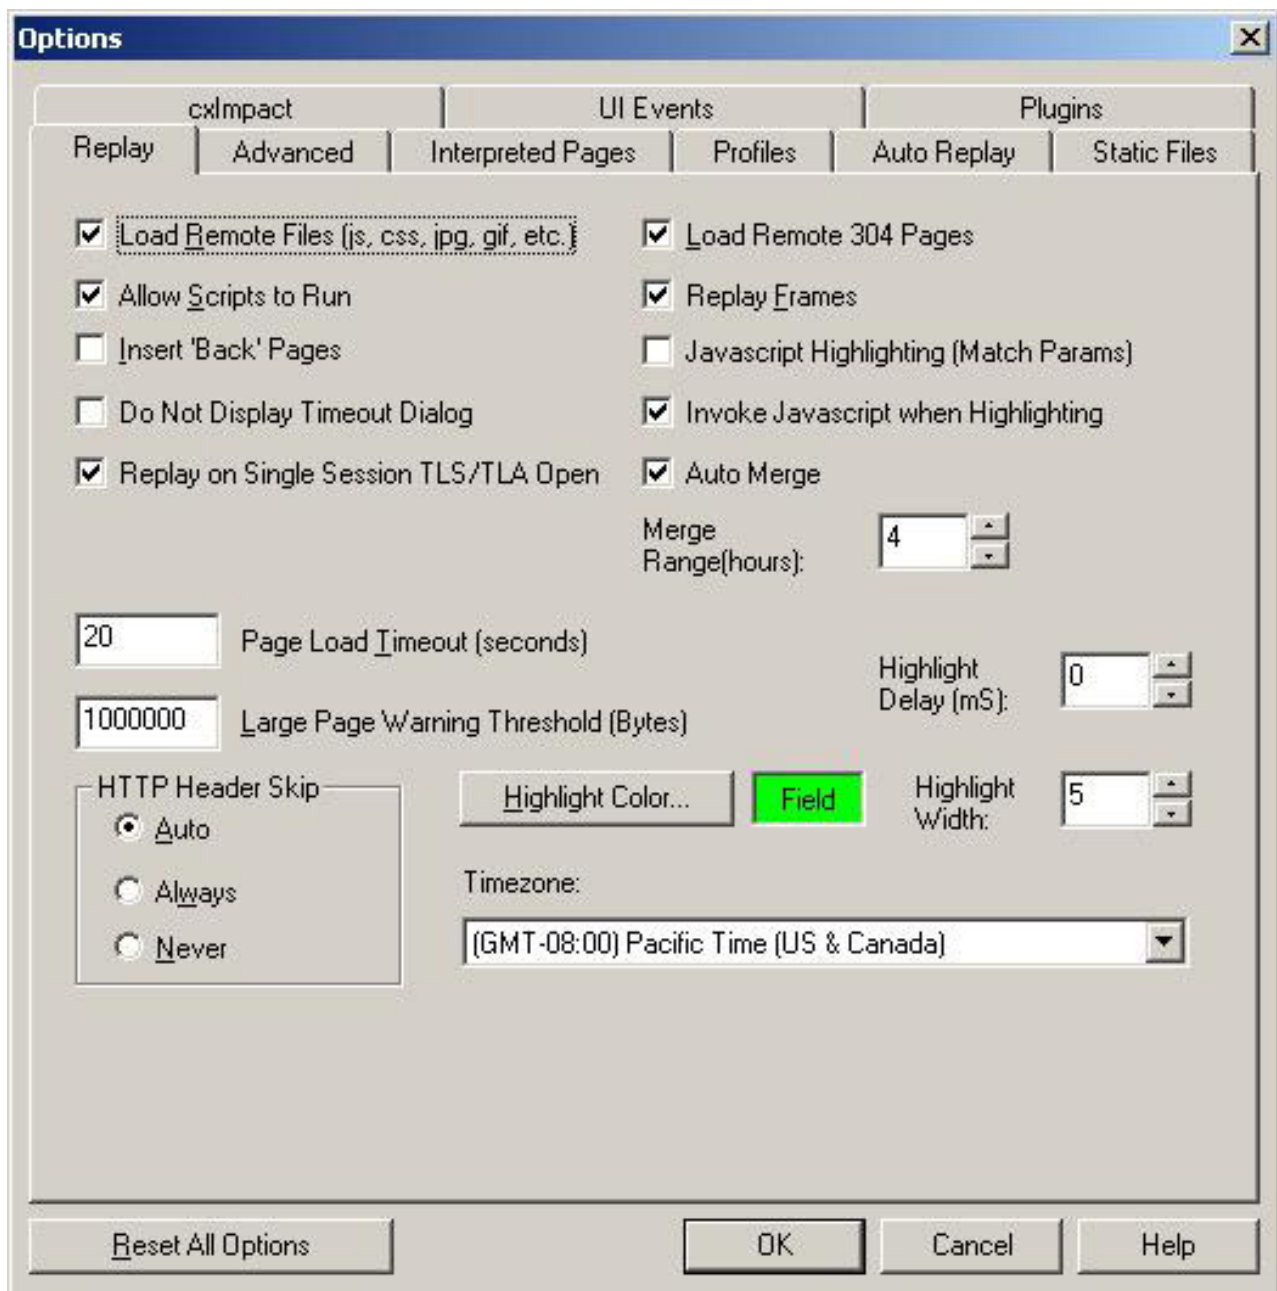 Options
cxImpact UI Events Plugins
Replay Advanced Interpreted Pages Profiles Auto Replay Static Files
Load Remote Files (js, css, jpg, gif, etc.) Load Remote 304 Pages
Allow Scripts to Run Replay Frames
Insert 'Back' Pages Javascript Highlighting (Match Params)
Do Not Display Timeout Dialog Invoke Javascript when Highlighting
Replay on Single Session TLS/TLA Open Auto Merge
Merge
Range(hours): 4
20 Page Load Timeout (seconds)
Highlight
Delay (mS): 0
1000000 Large Page Warning Threshold (Bytes)
HTTP Header Skip
Auto
Always
Never
Highlight Color... Field
Highlight
Width: 5
Timezone:
(GMT-08:00) Pacific Time (US & Canada)
Reset All Options OK Cancel Help